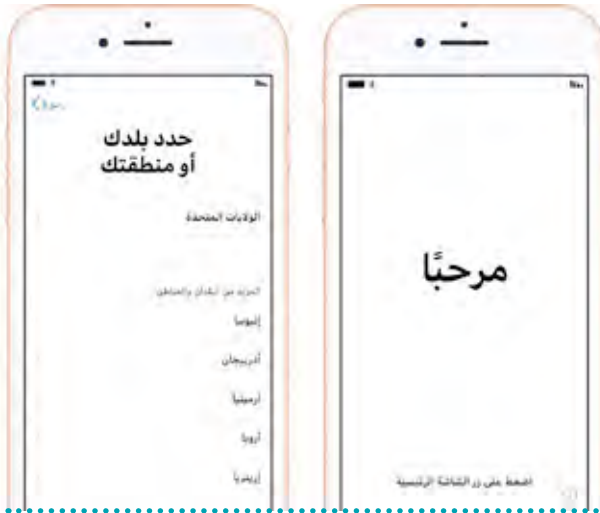 مرحبًا
اضغط على زر الشاشة الرئيسية
حدد بلدك
أو منطقتك
الولايات المتحدة
المزيد من البلدان والمناطق
إثيوبيا
أذربيجان
أرمينيا
أروبا
إريتريا